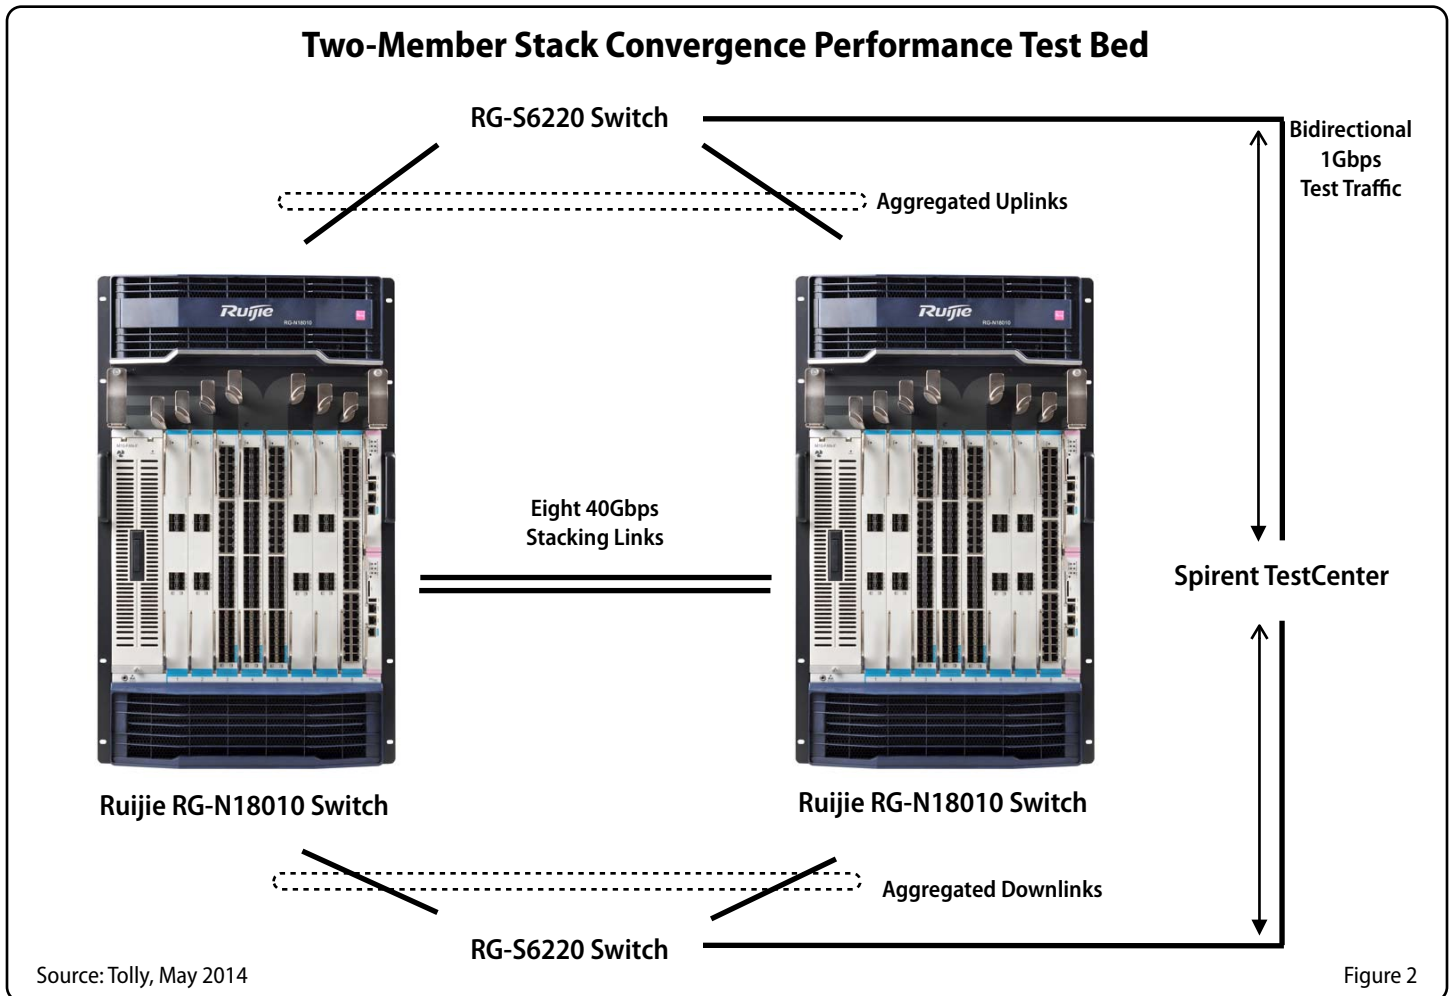 Two-Member Stack Convergence Performance Test Bed
RG-S6220 Switch
Bidirectional
1Gbps
Test Traffic
Aggregated Uplinks
Ruijie
RG-N18010
Ruijie
RG-N18010
Eight 40Gbps
Stacking Links
Spirent TestCenter
Ruijie RG-N18010 Switch
Ruijie RG-N18010 Switch
Aggregated Downlinks
RG-S6220 Switch
Source: Tolly, May 2014
Figure 2